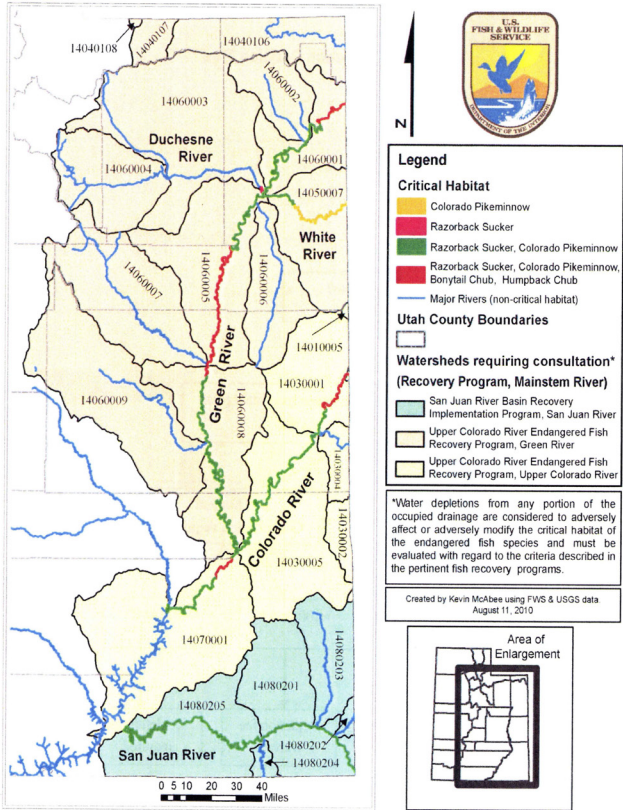 14040108
14040107
14040106
14060003
14060002
Duchesne
River
14060004
14060001
14050007
White
River
14060007
14060005
14060006
14010005
14030001
Green River
14060009
14060008
14030004
Colorado River
14030002
14030005
14070001
14080203
14080201
14080205
San Juan River
14080202
14080204
0 5 10 20 30 40
Miles
N
U.S.
FISH & WILDLIFE
SERVICE
DEPARTMENT OF THE INTERIOR
Legend
Critical Habitat
Colorado Pikeminnow
Razorback Sucker
Razorback Sucker, Colorado Pikeminnow
Razorback Sucker, Colorado Pikeminnow,
Bonytail Chub, Humpback Chub
Major Rivers (non-critical habitat)
Utah County Boundaries
Watersheds requiring consultation*
(Recovery Program, Mainstem River)
San Juan River Basin Recovery
Implementation Program, San Juan River
Upper Colorado River Endangered Fish
Recovery Program, Green River
Upper Colorado River Endangered Fish
Recovery Program, Upper Colorado River
*Water depletions from any portion of the
occupied drainage are considered to adversely
affect or adversely modify the critical habitat of
the endangered fish species and must be
evaluated with regard to the criteria described in
the pertinent fish recovery programs.
Created by Kevin McAbee using FWS & USGS data.
August 11, 2010
Area of
Enlargement